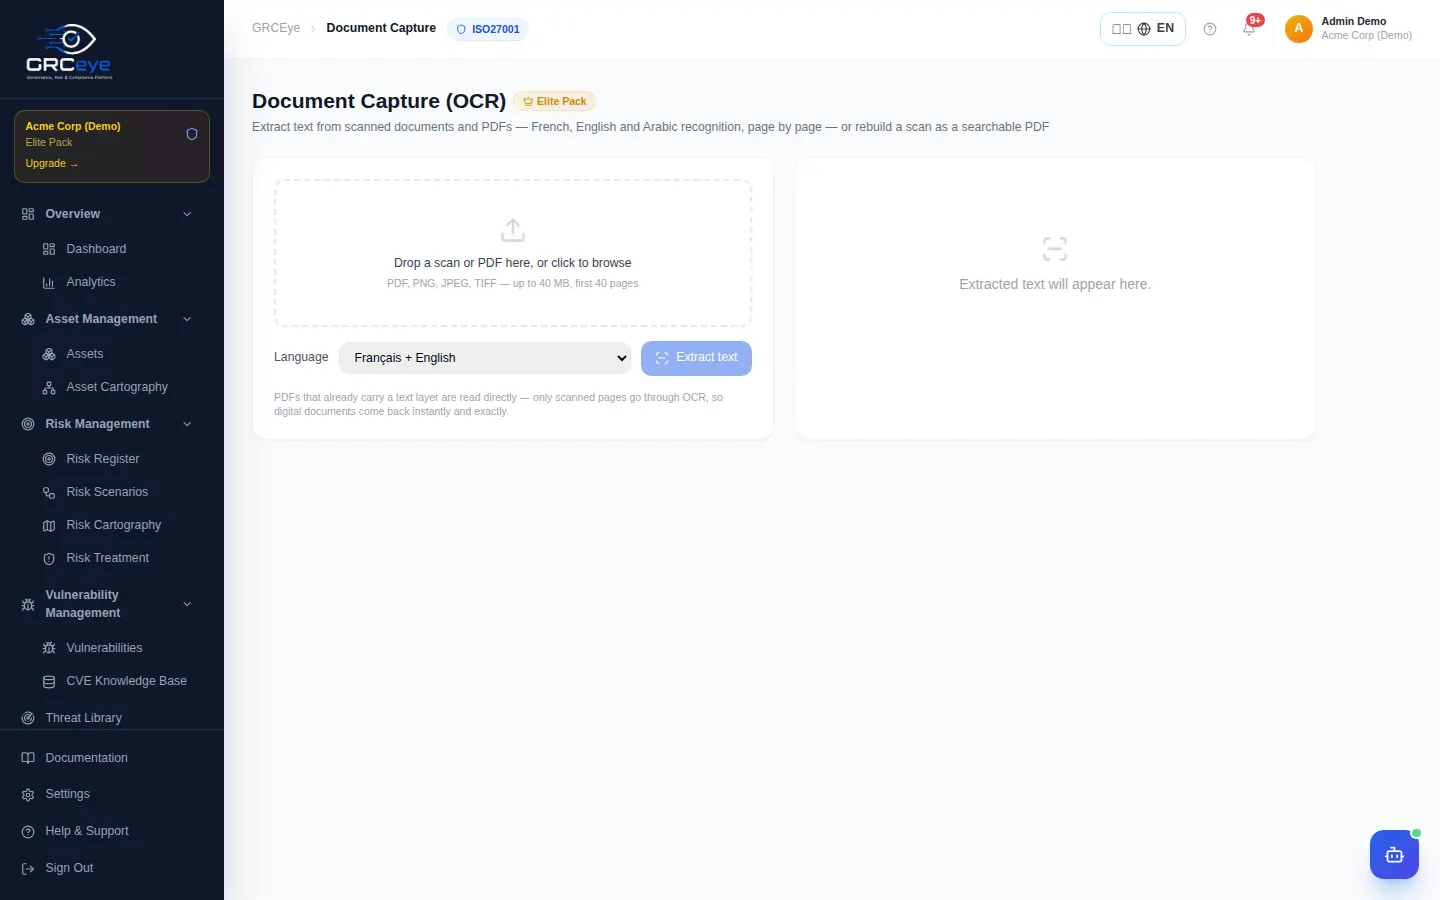 GRCeye
Governance, Risk & Compliance Platform
Acme Corp (Demo)
Elite Pack
Upgrade →
Overview
Dashboard
Analytics
Asset Management
Assets
Asset Cartography
Risk Management
Risk Register
Risk Scenarios
Risk Cartography
Risk Treatment
Vulnerability
Management
Vulnerabilities
CVE Knowledge Base
Threat Library
Documentation
Settings
Help & Support
Sign Out
GRCEye > Document Capture ISO27001
EN
9+
A
Admin Demo
Acme Corp (Demo)
Document Capture (OCR) Elite Pack
Extract text from scanned documents and PDFs — French, English and Arabic recognition, page by page — or rebuild a scan as a searchable PDF
Drop a scan or PDF here, or click to browse
PDF, PNG, JPEG, TIFF — up to 40 MB, first 40 pages
Language Français + English Extract text
PDFs that already carry a text layer are read directly — only scanned pages go through OCR, so
digital documents come back instantly and exactly.
Extracted text will appear here.